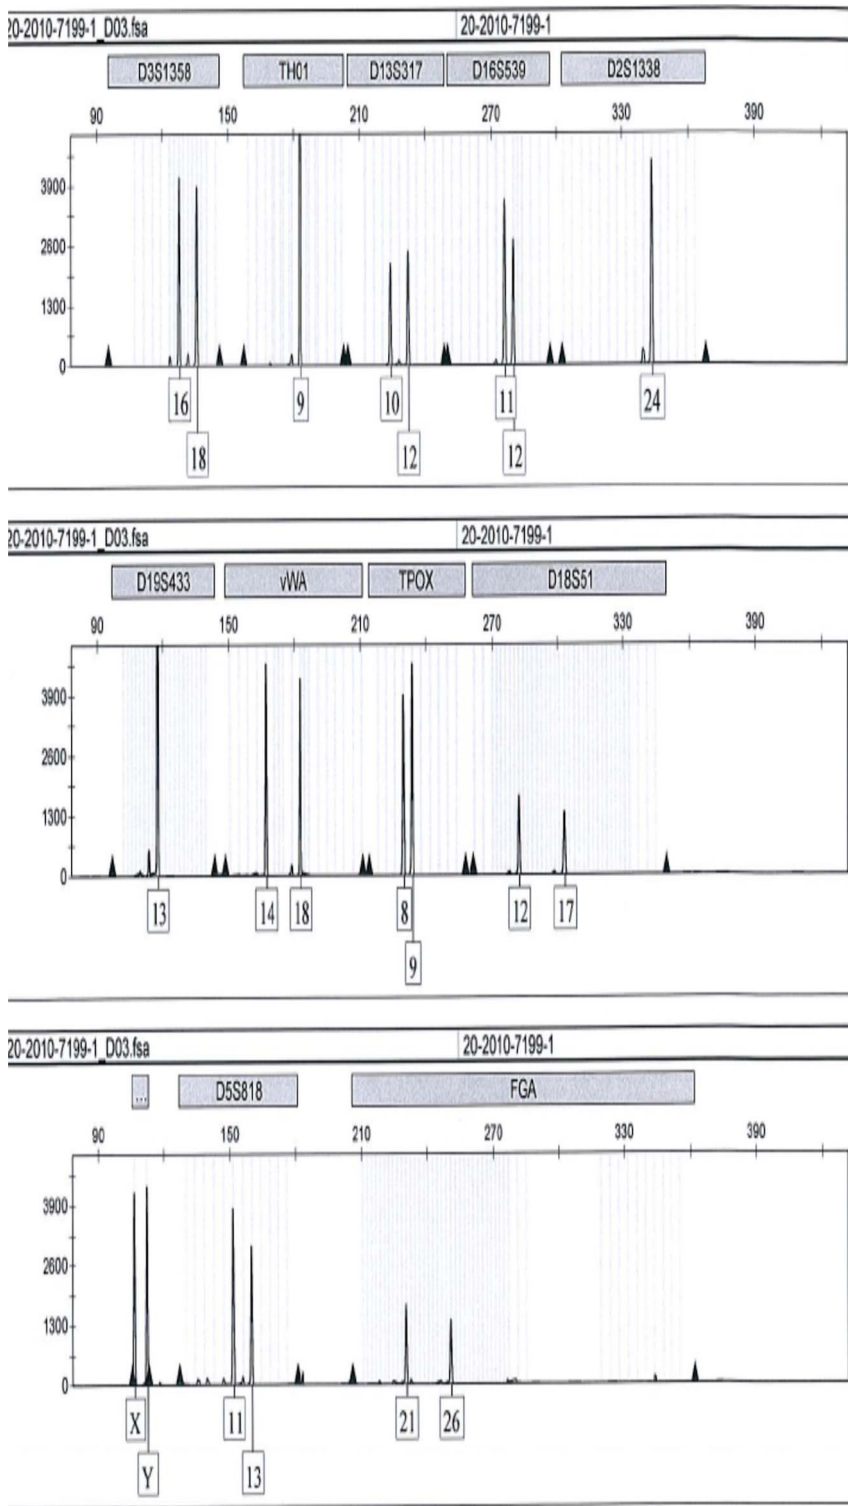 20-2010-7199-1_D03.fsa 20-2010-7199-1
D3S1358 TH01 D13S317 D16S539 D2S1338
90 150 210 270 330 390
3900
2600
1300
0
16 9 10 11 24
18 12 12
20-2010-7199-1_D03.fsa 20-2010-7199-1
D19S433 vWA TPOX D18S51
90 150 210 270 330 390
3900
2600
1300
0
13 14 18 8 12 17
9
20-2010-7199-1_D03.fsa 20-2010-7199-1
... D5S818 FGA
90 150 210 270 330 390
3900
2600
1300
0
X 11 21 26
Y 13